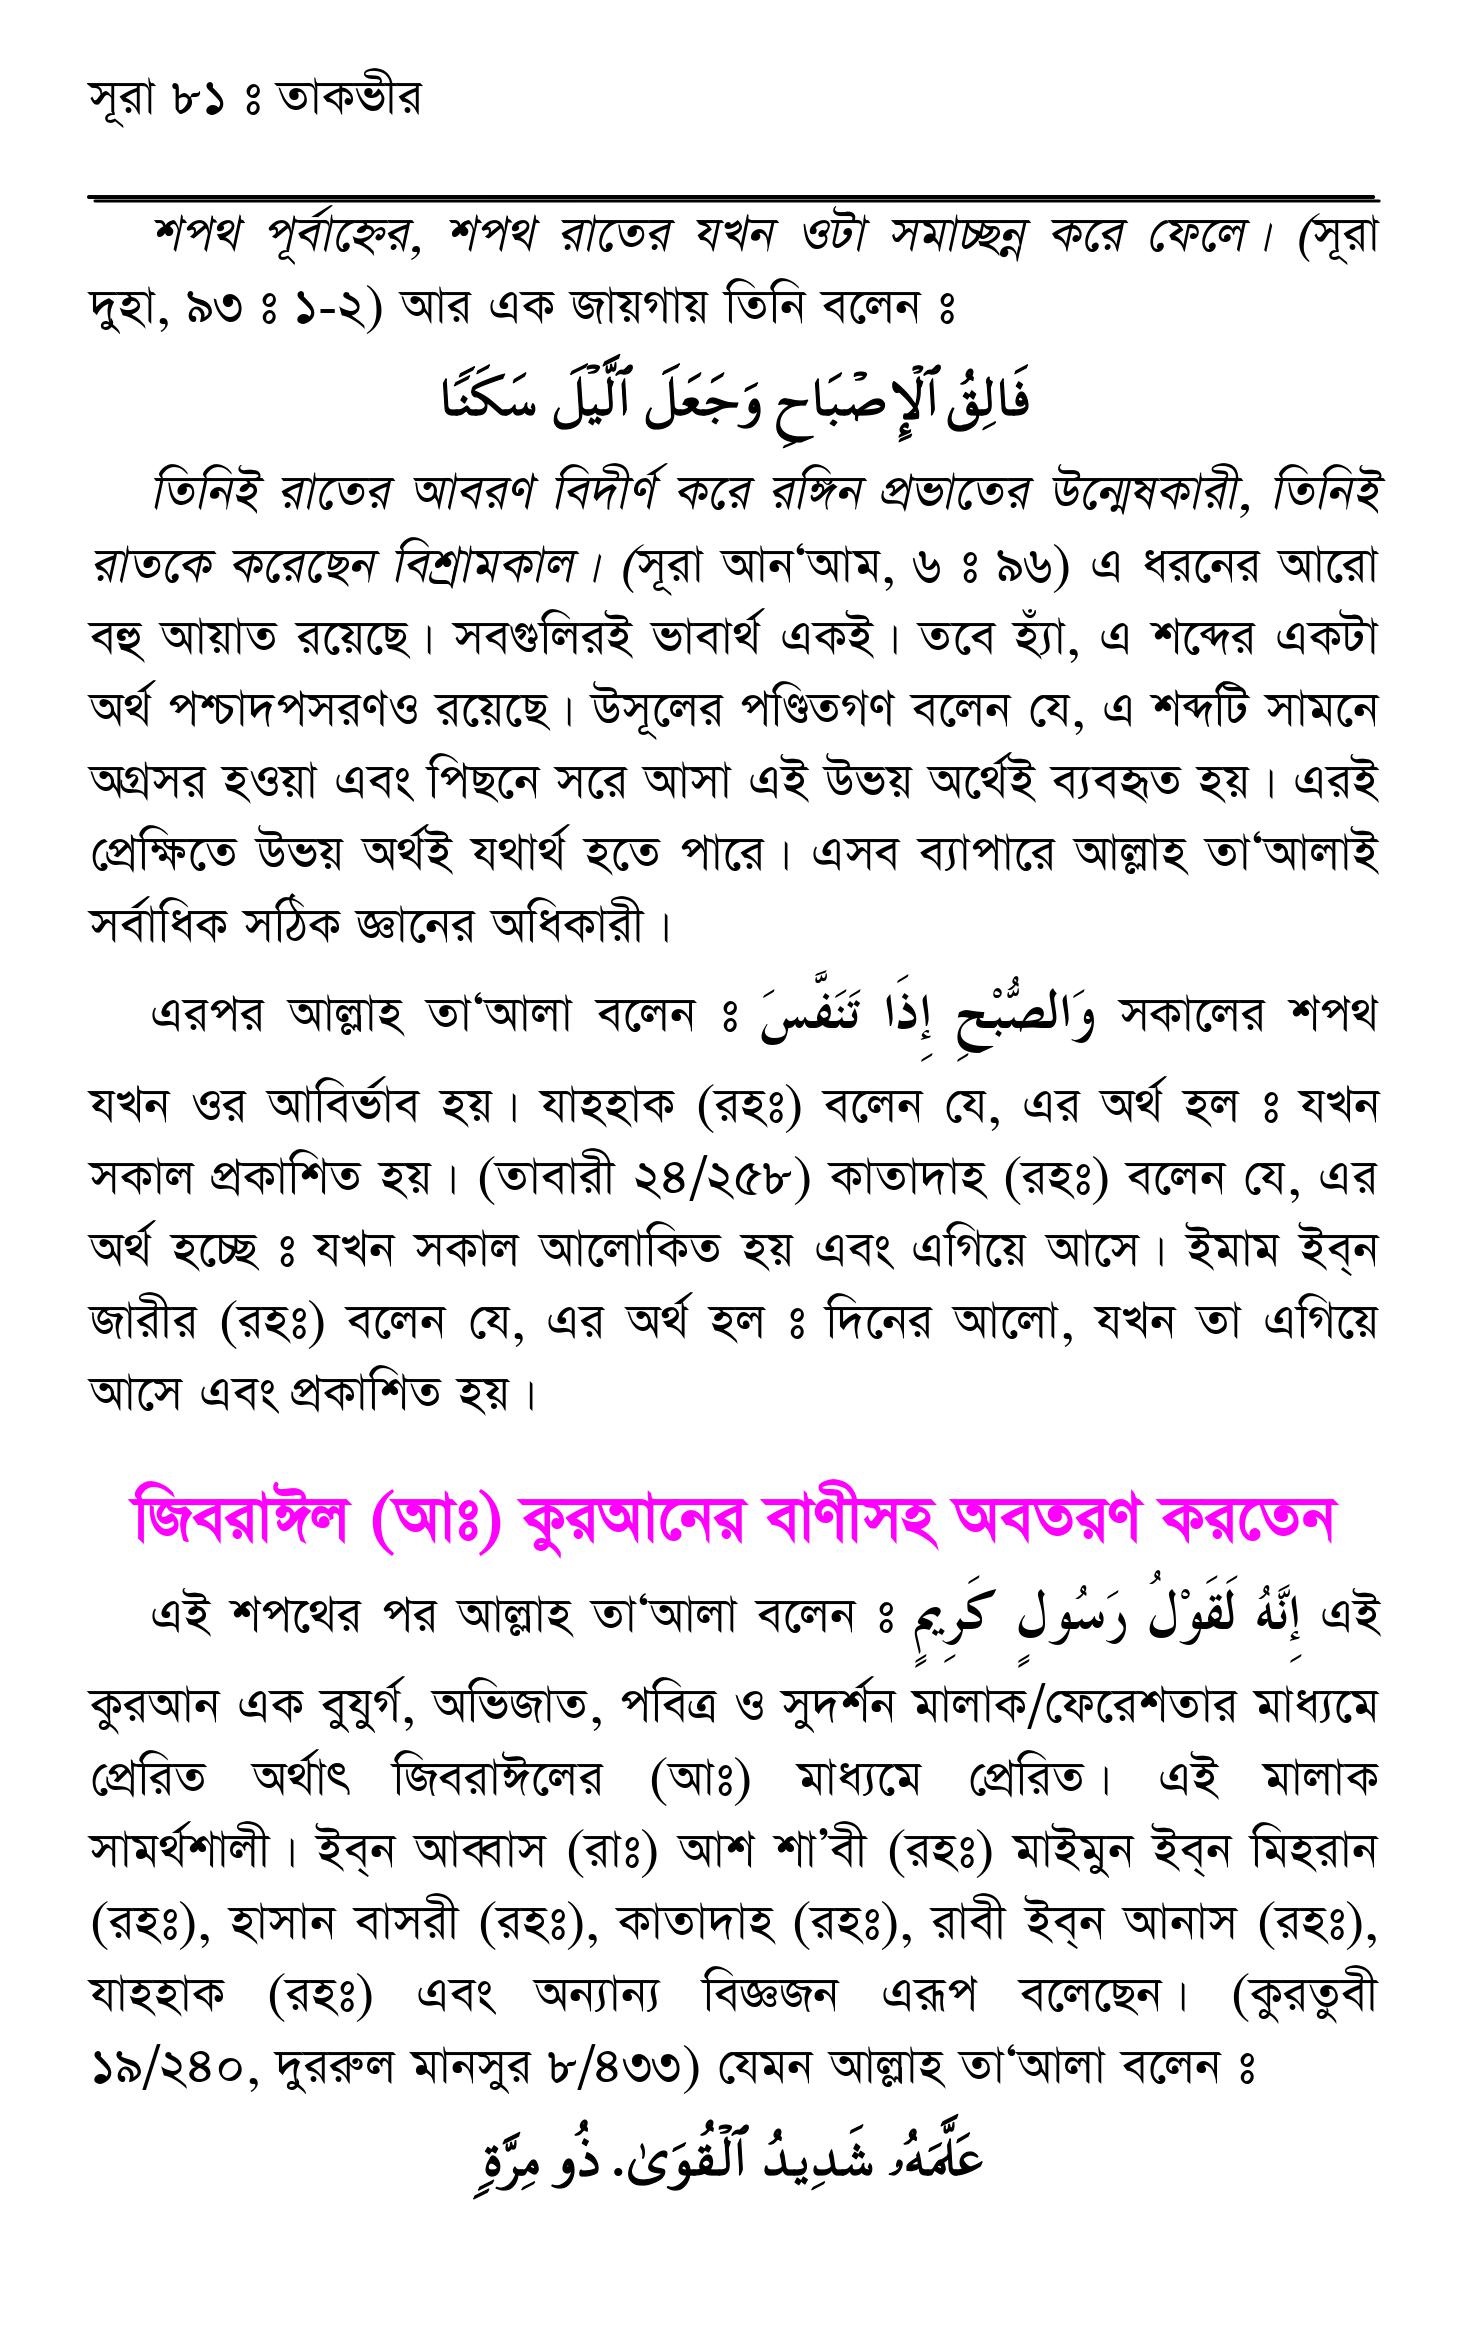 সূরা ৮১ ঃ তাকভীর
শপথ পূর্বাহ্নের, শপথ রাতের যখন ওটা সমাচ্ছন্ন করে ফেলে। (সূরা
দুহা, ৯৩ ঃ ১-২) আর এক জায়গায় তিনি বলেন ঃ
فَالِقُ ٱلْإِصْبَاحِ وَجَعَلَ ٱلَّيْلَ سَكَنًا
তিনিই রাতের আবরণ বিদীর্ণ করে রঙ্গিন প্রভাতের উন্মেষকারী, তিনিই
রাতকে করেছেন বিশ্রামকাল। (সূরা আন‘আম, ৬ ঃ ৯৬) এ ধরনের আরো
বহু আয়াত রয়েছে। সবগুলিরই ভাবার্থ একই। তবে হ্যাঁ, এ শব্দের একটা
অর্থ পশ্চাদপসরণও রয়েছে। উসূলের পণ্ডিতগণ বলেন যে, এ শব্দটি সামনে
অগ্রসর হওয়া এবং পিছনে সরে আসা এই উভয় অর্থেই ব্যবহৃত হয়। এরই
প্রেক্ষিতে উভয় অর্থই যথার্থ হতে পারে। এসব ব্যাপারে আল্লাহ তা‘আলাই
সর্বাধিক সঠিক জ্ঞানের অধিকারী।
এরপর আল্লাহ তা‘আলা বলেন ঃ وَالصُّبْحِ إِذَا تَنَفَّسَ সকালের শপথ
যখন ওর আবির্ভাব হয়। যাহহাক (রহঃ) বলেন যে, এর অর্থ হল ঃ যখন
সকাল প্রকাশিত হয়। (তাবারী ২৪/২৫৮) কাতাদাহ (রহঃ) বলেন যে, এর
অর্থ হচ্ছে ঃ যখন সকাল আলোকিত হয় এবং এগিয়ে আসে। ইমাম ইব্‌ন
জারীর (রহঃ) বলেন যে, এর অর্থ হল ঃ দিনের আলো, যখন তা এগিয়ে
আসে এবং প্রকাশিত হয়।
জিবরাঈল (আঃ) কুরআনের বাণীসহ অবতরণ করতেন
এই শপথের পর আল্লাহ তা‘আলা বলেন ঃ إِنَّهُ لَقَوْلُ رَسُولٍ كَرِيمٍ এই
কুরআন এক বুযুর্গ, অভিজাত, পবিত্র ও সুদর্শন মালাক/ফেরেশতার মাধ্যমে
প্রেরিত অর্থাৎ জিবরাঈলের (আঃ) মাধ্যমে প্রেরিত। এই মালাক
সামর্থশালী। ইব্‌ন আব্বাস (রাঃ) আশ শা’বী (রহঃ) মাইমুন ইব্‌ন মিহরান
(রহঃ), হাসান বাসরী (রহঃ), কাতাদাহ (রহঃ), রাবী ইব্‌ন আনাস (রহঃ),
যাহহাক (রহঃ) এবং অন্যান্য বিজ্ঞজন এরূপ বলেছেন। (কুরতুবী
১৯/২৪০, দুররুল মানসুর ৮/৪৩৩) যেমন আল্লাহ তা‘আলা বলেন ঃ
عَلَّمَهُۥ شَدِيدُ ٱلْقُوَىٰ. ذُو مِرَّةٍ